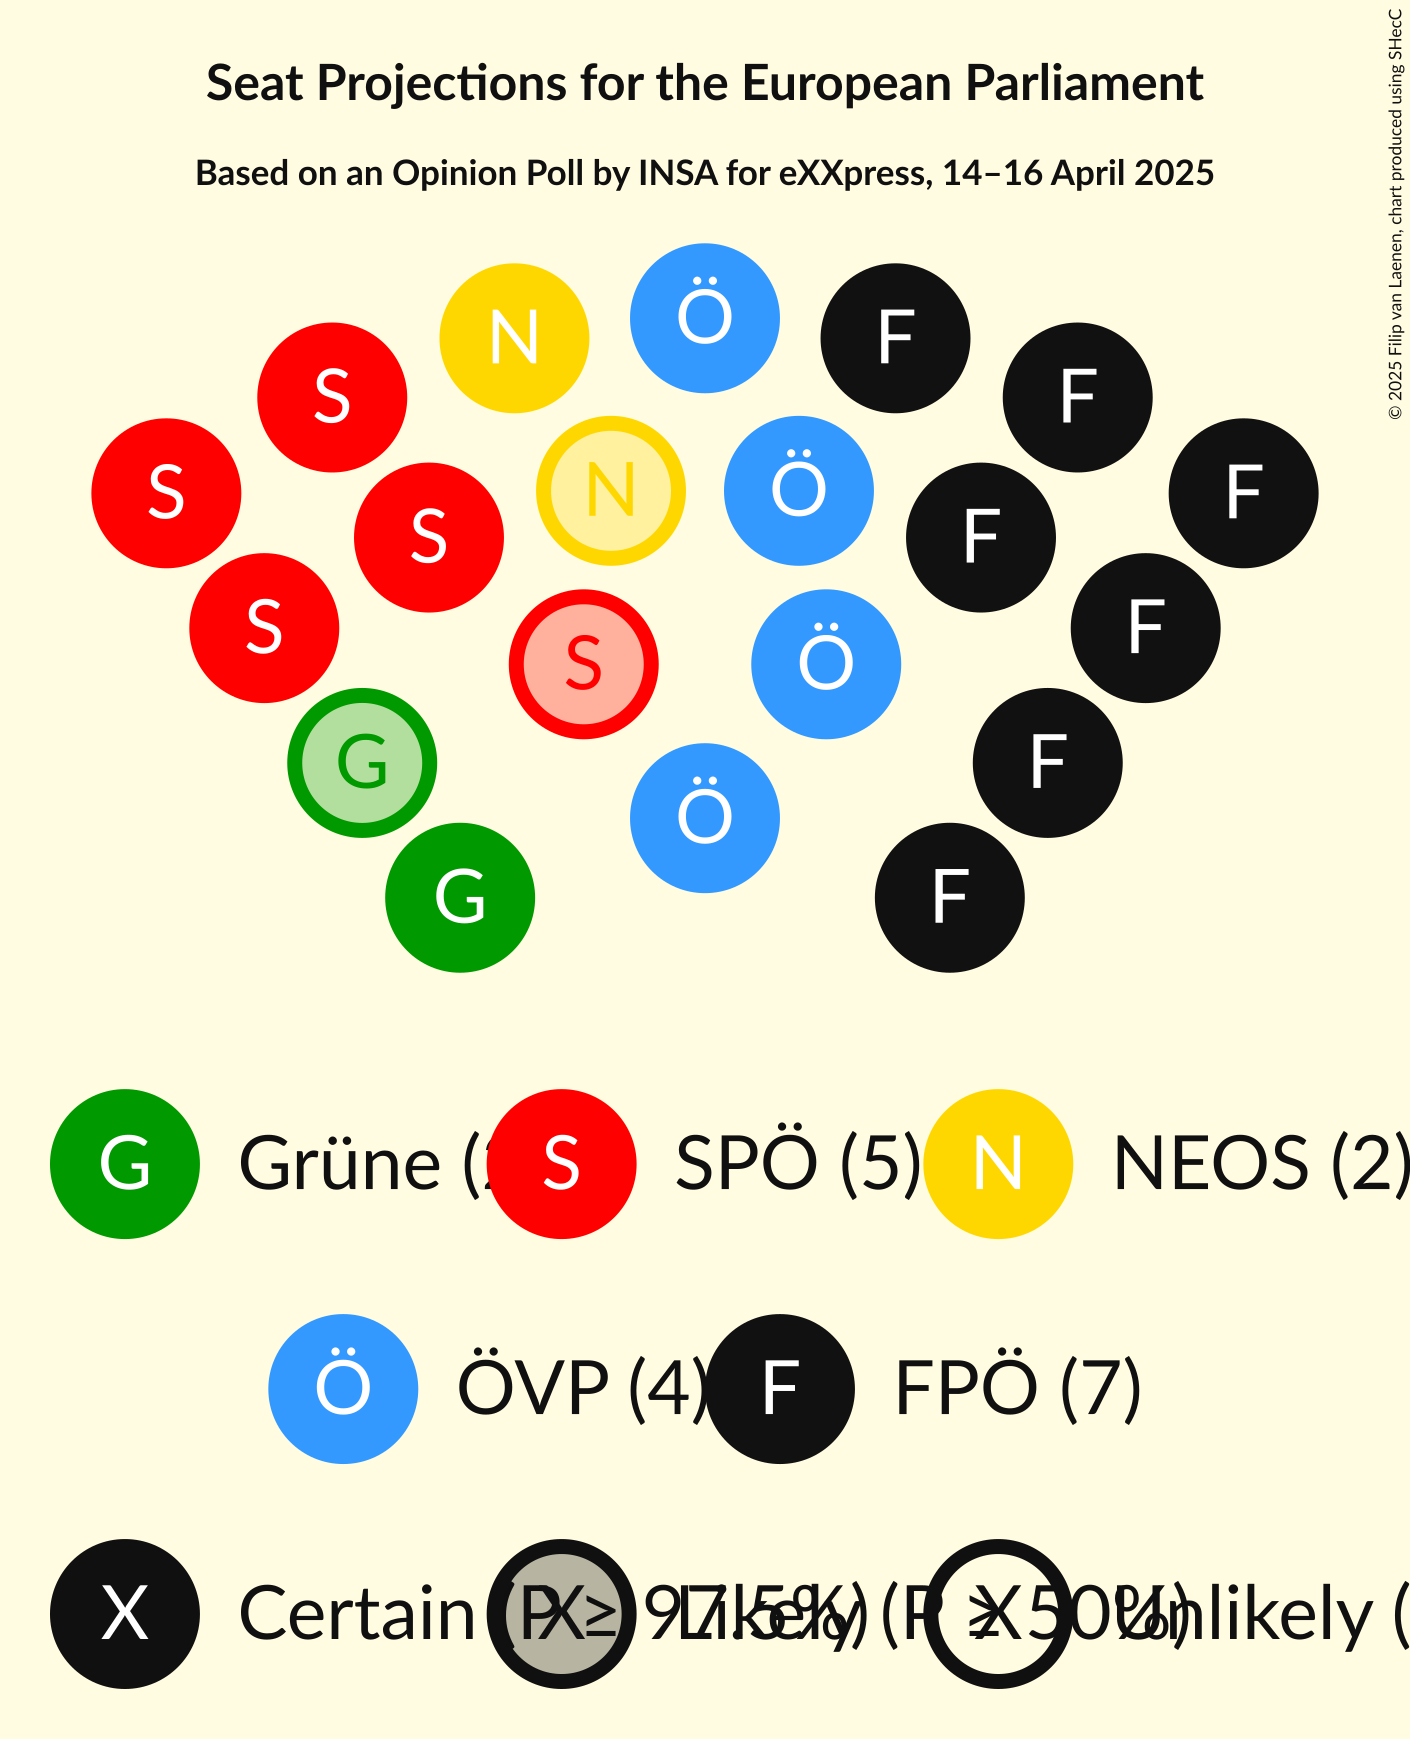 Seat Projections for the European Parliament
Based on an Opinion Poll by INSA for eXXpress, 14–16 April 2025
© 2025 Filip van Laenen, chart produced using SHecC
Ö
N F
S F
S F
N Ö
S F
S F
S Ö
G F
Ö
G F
G Grüne ( S SPÖ (5) N NEOS (2)
Ö ÖVP (4) F FPÖ (7)
X Certain (P ≥ 97.5%) X Likely (P ≥ 50%) X Unlikely (